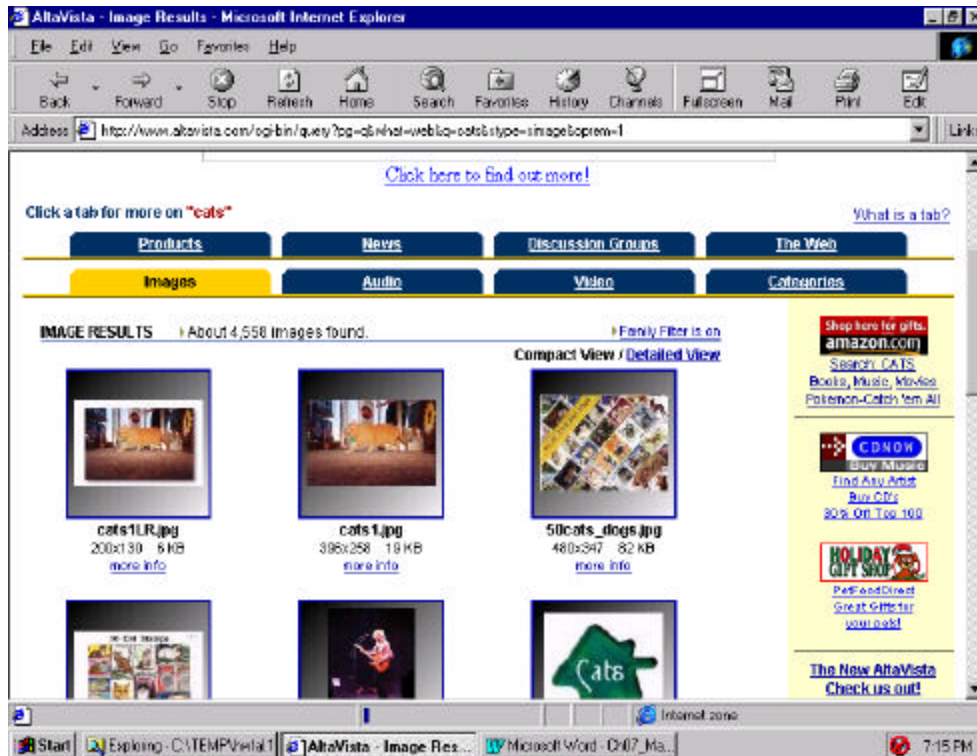 AltaVista - Image Results - Microsoft Internet Explorer
File Edit View Go Favorites Help
Back Forward Stop Refresh Home Search Favorites History Channels Fullscreen Mail Print Edit
Address http://www.altavista.com/cgi-bin/query?pg=q&what=web&q=cats&stype=simage&oprem=1 Links
Click here to find out more!
Click a tab for more on "cats" What is a tab?
Products News Discussion Groups The Web
Images Audio Video Categories
IMAGE RESULTS About 4,558 images found. Family Filter is on
Compact View / Detailed View
cats1LR.jpg cats1.jpg 50cats_dogs.jpg
200x130 6 KB 396x258 19 KB 480x347 82 KB
more info more info more info
50 Cat Stamps
Cats
Shop here for gifts.
amazon.com
Search: CATS
Books, Music, Movies
Pokemon-Catch 'em All
CDNOW
Buy Music
Find Any Artist
Buy CD's
30% Off Top 100
HOLIDAY
GIFT SHOP
PetFoodDirect
Great Gifts for
your pets!
The New AltaVista
Check us out!
Internet zone
Start Exploring - C:\TEMP\ AltaVista - Image Res... Microsoft Word - Ch07_Ma... 7:15 PM